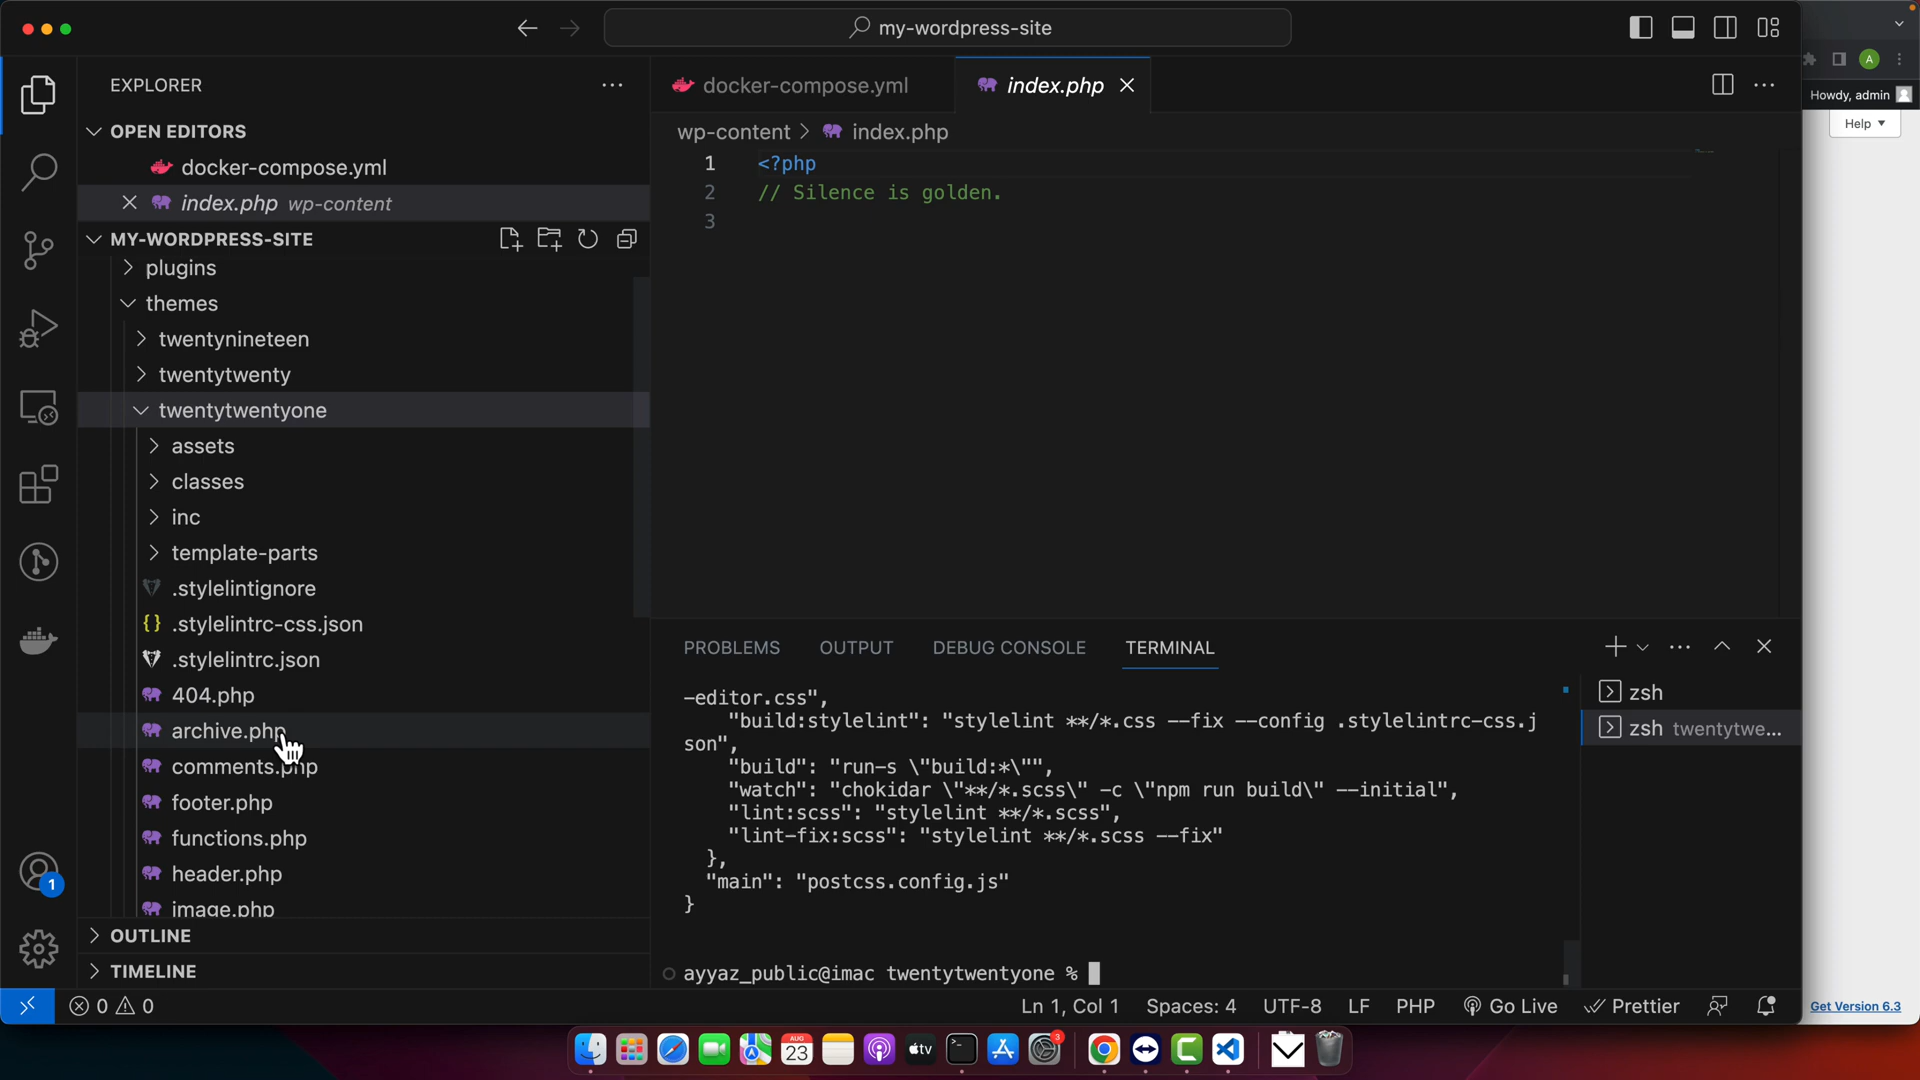 my-wordpress-site
A
EXPLORER
docker-compose.yml
index.php
Howdy, admin
Help
OPEN EDITORS
wp-content > index.php
docker-compose.yml
1 <?php
index.php wp-content
2 // Silence is golden.
3
MY-WORDPRESS-SITE
plugins
themes
twentynineteen
twentytwenty
twentytwentyone
assets
classes
inc
template-parts
.stylelintignore
.stylelintrc-css.json
.stylelintrc.json
404.php
archive.php
comments.php
footer.php
functions.php
header.php
image.php
OUTLINE
TIMELINE
PROBLEMS OUTPUT DEBUG CONSOLE TERMINAL
-editor.css",
"build:stylelint": "stylelint **/*.css --fix --config .stylelintrc-css.j
son",
"build": "run-s \"build:*\"",
"watch": "chokidar \"**/*.scss\" -c \"npm run build\" --initial",
"lint:scss": "stylelint **/*.scss",
"lint-fix:scss": "stylelint **/*.scss --fix"
},
"main": "postcss.config.js"
}
ayyaz_public@imac twentytwentyone %
zsh
zsh twentytwe...
1
0 0
Ln 1, Col 1 Spaces: 4 UTF-8 LF PHP Go Live Prettier
Get Version 6.3
AUG
23
tv
3